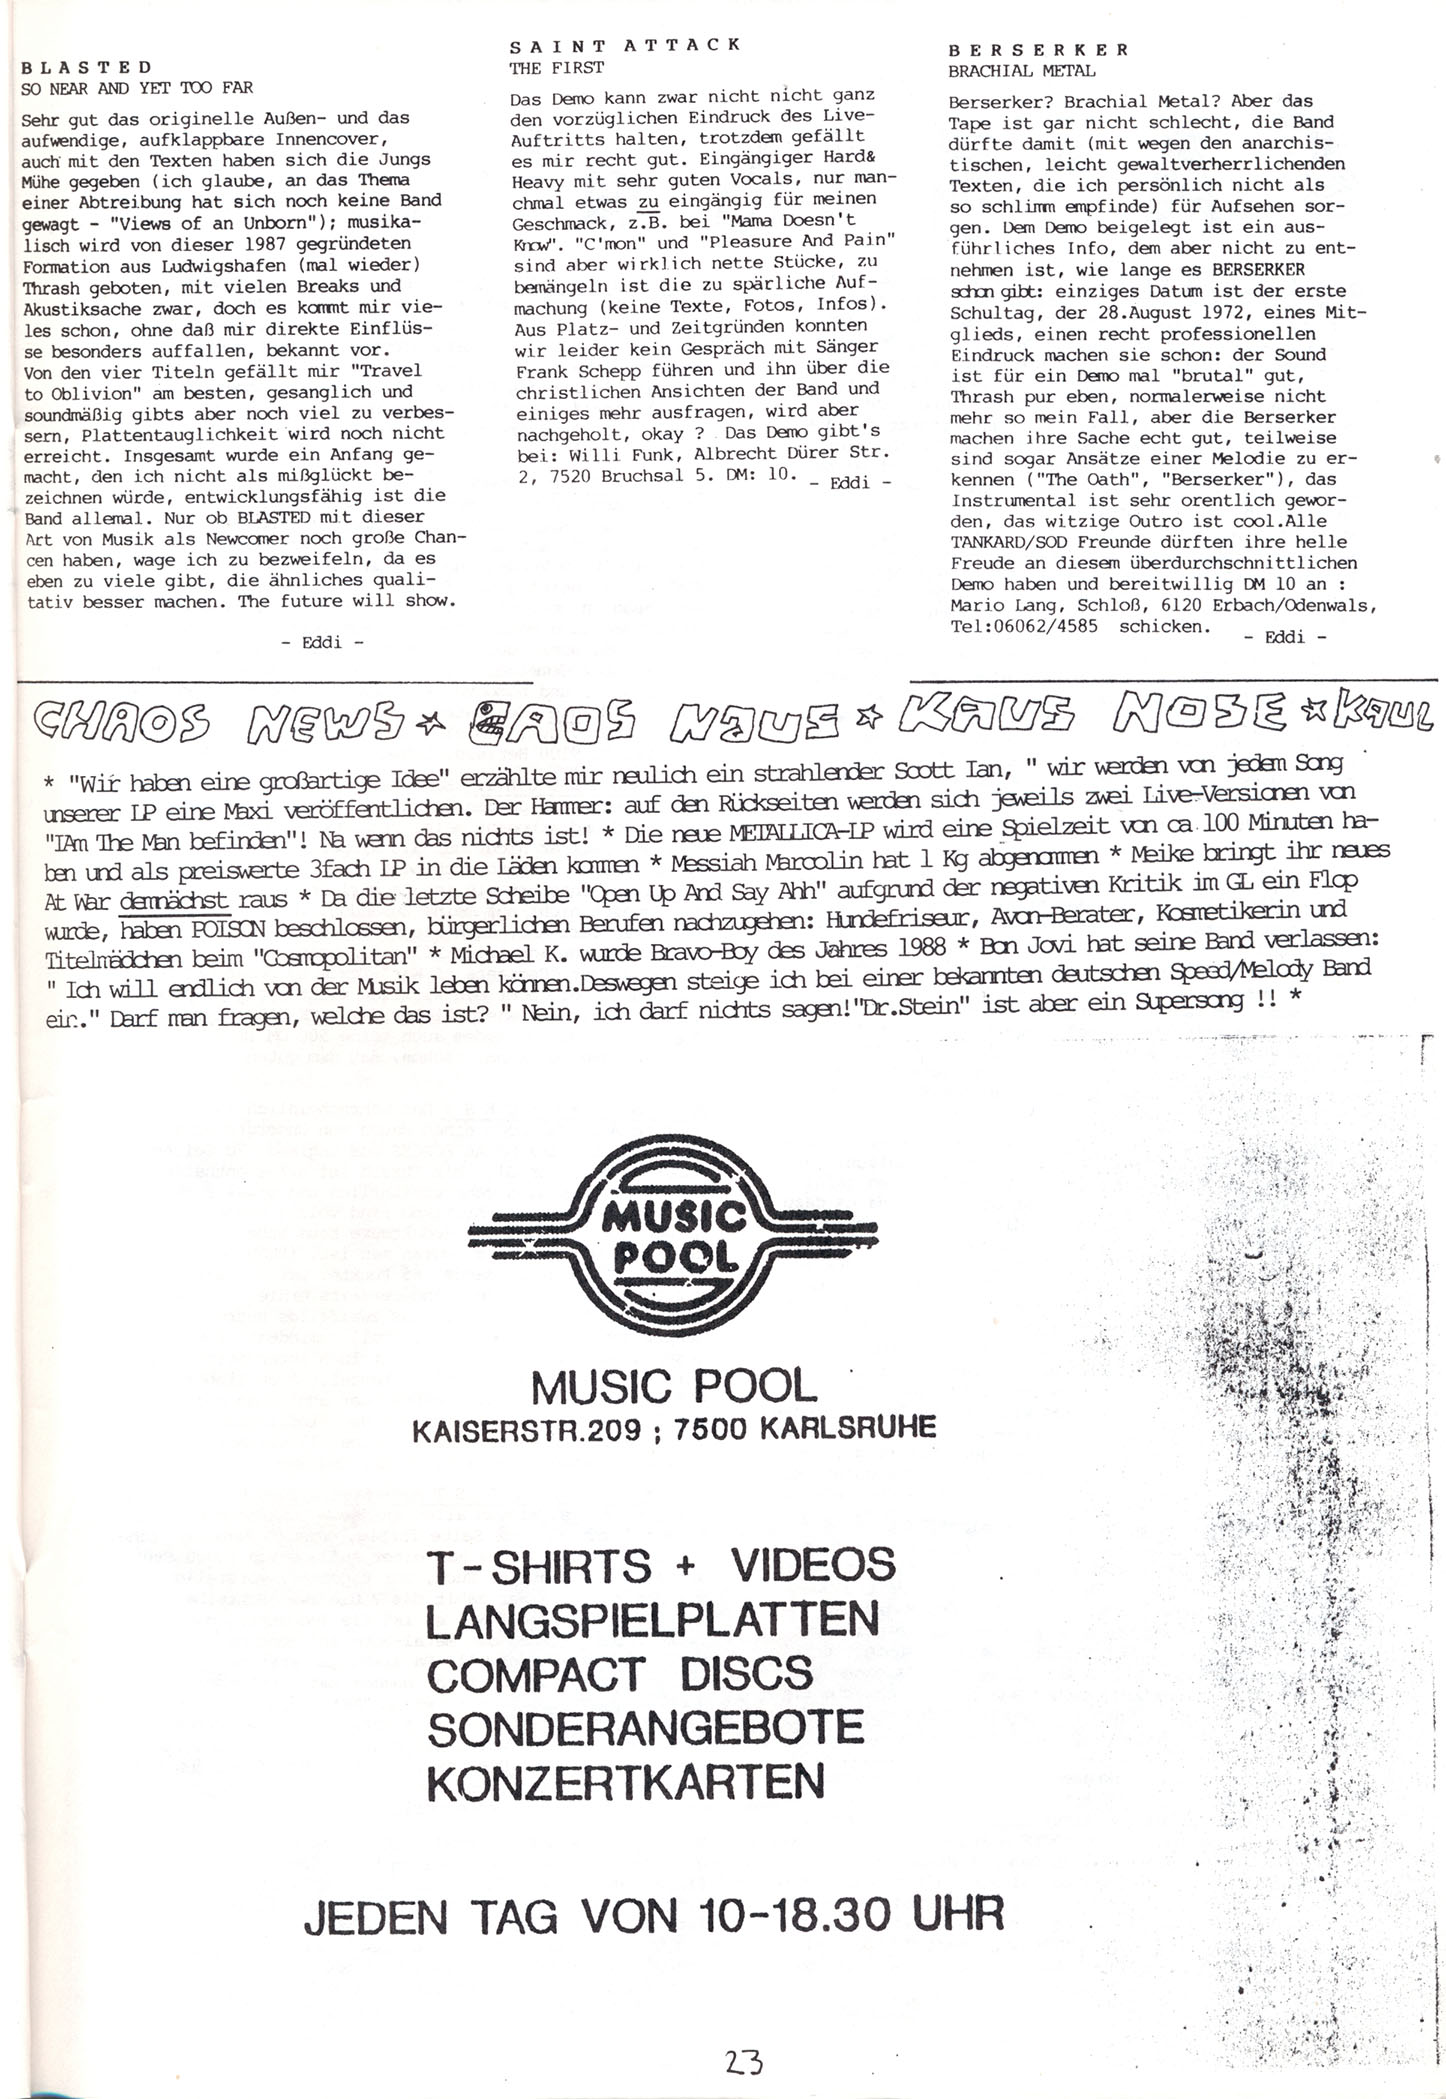 B L A S T E D
SO NEAR AND YET TOO FAR
Sehr gut das originelle Außen- und das
aufwendige, aufklappbare Innencover,
auch mit den Texten haben sich die Jungs
Mühe gegeben (ich glaube, an das Thema
einer Abtreibung hat sich noch keine Band
gewagt - "Views of an Unborn"); musika-
lisch wird von dieser 1987 gegründeten
Formation aus Ludwigshafen (mal wieder)
Thrash geboten, mit vielen Breaks und
Akustiksache zwar, doch es kommt mir vie-
les schon, ohne daß mir direkte Einflüs-
se besonders auffallen, bekannt vor.
Von den vier Titeln gefällt mir "Travel
to Oblivion" am besten, gesanglich und
soundmäßig gibts aber noch viel zu verbes-
sern, Plattentauglichkeit wird noch nicht
erreicht. Insgesamt wurde ein Anfang ge-
macht, den ich nicht als mißglückt be-
zeichnen würde, entwicklungsfähig ist die
Band allemal. Nur ob BLASTED mit dieser
Art von Musik als Newcomer noch große Chan-
cen haben, wage ich zu bezweifeln, da es
eben zu viele gibt, die ähnliches quali-
tativ besser machen. The future will show.
- Eddi -
S A I N T  A T T A C K
THE FIRST
Das Demo kann zwar nicht nicht ganz
den vorzüglichen Eindruck des Live-
Auftritts halten, trotzdem gefällt
es mir recht gut. Eingängiger Hard&
Heavy mit sehr guten Vocals, nur man-
chmal etwas zu eingängig für meinen
Geschmack, z.B. bei "Mama Doesn't
Know". "C'mon" und "Pleasure And Pain"
sind aber wirklich nette Stücke, zu
bemängeln ist die zu spärliche Auf-
machung (keine Texte, Fotos, Infos).
Aus Platz- und Zeitgründen konnten
wir leider kein Gespräch mit Sänger
Frank Schepp führen und ihn über die
christlichen Ansichten der Band und
einiges mehr ausfragen, wird aber
nachgeholt, okay ? Das Demo gibt's
bei: Willi Funk, Albrecht Dürer Str.
2, 7520 Bruchsal 5. DM: 10. - Eddi -
B E R S E R K E R
BRACHIAL METAL
Berserker? Brachial Metal? Aber das
Tape ist gar nicht schlecht, die Band
dürfte damit (mit wegen den anarchis-
tischen, leicht gewaltverherrlichenden
Texten, die ich persönlich nicht als
so schlimm empfinde) für Aufsehen sor-
gen. Dem Demo beigelegt ist ein aus-
führliches Info, dem aber nicht zu ent-
nehmen ist, wie lange es BERSERKER
schon gibt: einziges Datum ist der erste
Schultag, der 28.August 1972, eines Mit-
glieds, einen recht professionellen
Eindruck machen sie schon: der Sound
ist für ein Demo mal "brutal" gut,
Thrash pur eben, normalerweise nicht
mehr so mein Fall, aber die Berserker
machen ihre Sache echt gut, teilweise
sind sogar Ansätze einer Melodie zu er-
kennen ("The Oath", "Berserker"), das
Instrumental ist sehr orentlich gewor-
den, das witzige Outro ist cool.Alle
TANKARD/SOD Freunde dürften ihre helle
Freude an diesem überdurchschnittlichen
Demo haben und bereitwillig DM 10 an :
Mario Lang, Schloß, 6120 Erbach/Odenwals,
Tel:06062/4585 schicken. - Eddi -
CHAOS NEWS ☆ CAOS NJUS ☆ KAUS NOSE ☆ KAUL
* "Wir haben eine großartige Idee" erzählte mir neulich ein strahlender Scott Ian, " wir werden von jedem Song
unserer LP eine Maxi veröffentlichen. Der Hammer: auf den Rückseiten werden sich jeweils zwei Live-Versionen von
"IAm The Man befinden"! Na wenn das nichts ist! * Die neue METALLICA-LP wird eine Spielzeit von ca.100 Minuten ha-
ben und als preiswerte 3fach LP in die Läden kommen * Messiah Marcolin hat 1 Kg abgenommen * Meike bringt ihr neues
At War demnächst raus * Da die letzte Scheibe "Open Up And Say Ahh" aufgrund der negativen Kritik im GL ein Flop
wurde, haben POISON beschlossen, bürgerlichen Berufen nachzugehen: Hundefriseur, Avon-Berater, Kosmetikerin und
Titelmädchen beim "Cosmopolitan" * Michael K. wurde Bravo-Boy des Jahres 1988 * Bon Jovi hat seine Band verlassen:
" Ich will endlich von der Musik leben können.Deswegen steige ich bei einer bekannten deutschen Speed/Melody Band
ein." Darf man fragen, welche das ist? " Nein, ich darf nichts sagen!"Dr.Stein" ist aber ein Supersong !! *
MUSIC
POOL
MUSIC POOL
KAISERSTR.209 ; 7500 KARLSRUHE
T-SHIRTS + VIDEOS
LANGSPIELPLATTEN
COMPACT DISCS
SONDERANGEBOTE
KONZERTKARTEN
JEDEN TAG VON 10-18.30 UHR
23